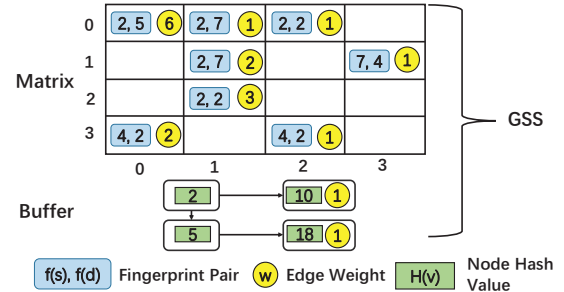 0 2, 5 6 2, 7 1 2, 2 1
1 2, 7 2 7, 4 1
Matrix
2 2, 2 3
GSS
3 4, 2 2 4, 2 1
0 1 2 3
2 10 1
Buffer
5 18 1
f(s), f(d) Fingerprint Pair w Edge Weight H(v) Node Hash
Value